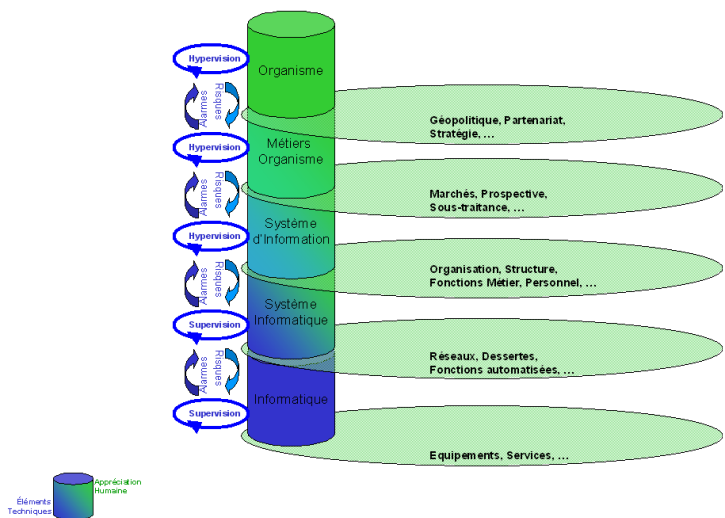 Hypervision
Organisme
Alarmes
Risques
Géopolitique, Partenariat,
Stratégie, ...
Hypervision
Métiers
Organisme
Alarmes
Risques
Marchés, Prospective,
Sous-traitance, ...
Hypervision
Systéme
d'Information
Alarmes
Risques
Organisation, Structure,
Fonctions Métier, Personnel, ...
Supervision
Systéme
Informatique
Alarmes
Risques
Réseaux, Dessertes,
Fonctions automatisées, ...
Supervision
Informatique
Equipements, Services, ...
Appréciation
Humaine
Éléments
Techniques